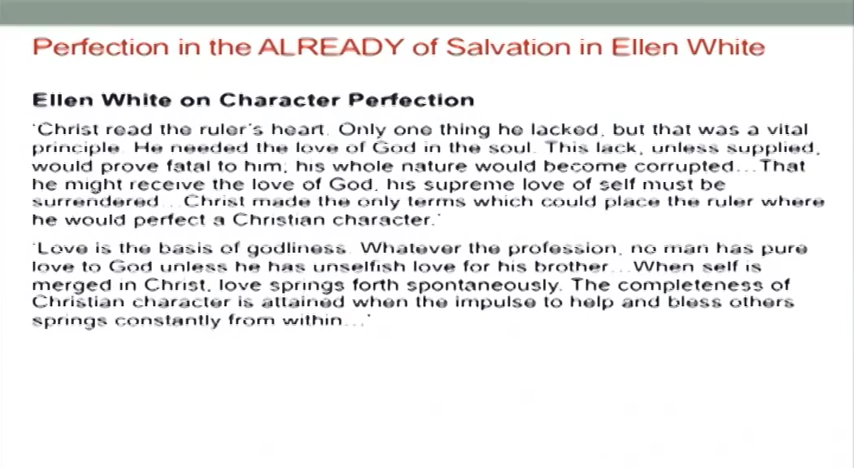 Perfection in the ALREADY of Salvation in Ellen White
Ellen White on Character Perfection
'Christ read the ruler's heart. Only one thing he lacked, but that was a vital
principle. He needed the love of God in the soul. This lack, unless supplied,
would prove fatal to him; his whole nature would become corrupted...That
he might receive the love of God, his supreme love of self must be
surrendered...Christ made the only terms which could place the ruler where
he would perfect a Christian character.'
'Love is the basis of godliness. Whatever the profession, no man has pure
love to God unless he has unselfish love for his brother...When self is
merged in Christ, love springs forth spontaneously. The completeness of
Christian character is attained when the impulse to help and bless others
springs constantly from within...'